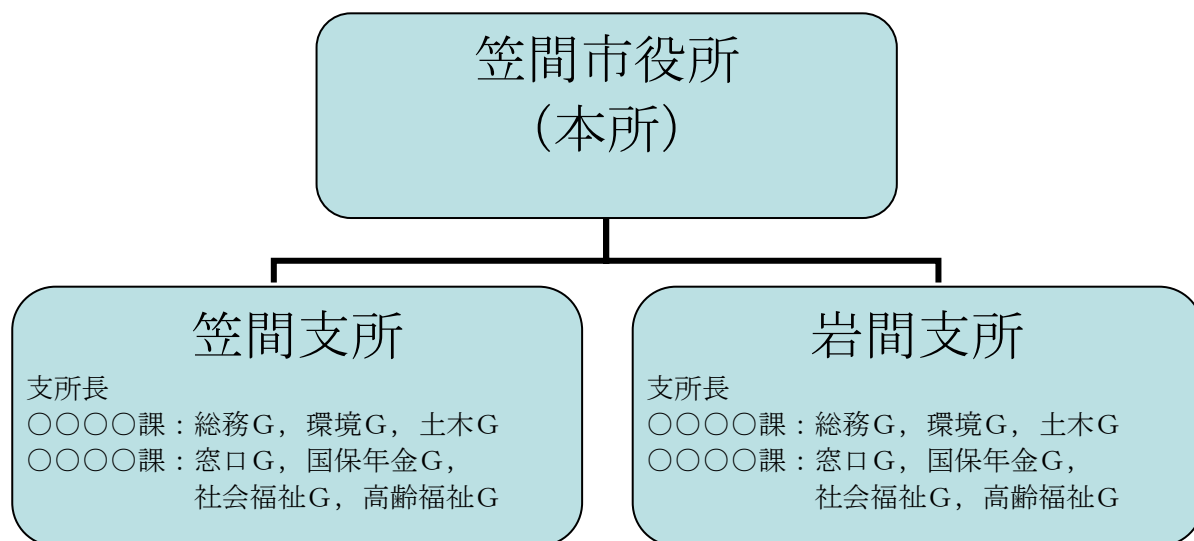 笠間市役所
（本所）
笠間支所
支所長
○○○○課：総務Ｇ，環境Ｇ，土木Ｇ
○○○○課：窓口Ｇ，国保年金Ｇ，
社会福祉Ｇ，高齢福祉Ｇ
岩間支所
支所長
○○○○課：総務Ｇ，環境Ｇ，土木Ｇ
○○○○課：窓口Ｇ，国保年金Ｇ，
社会福祉Ｇ，高齢福祉Ｇ